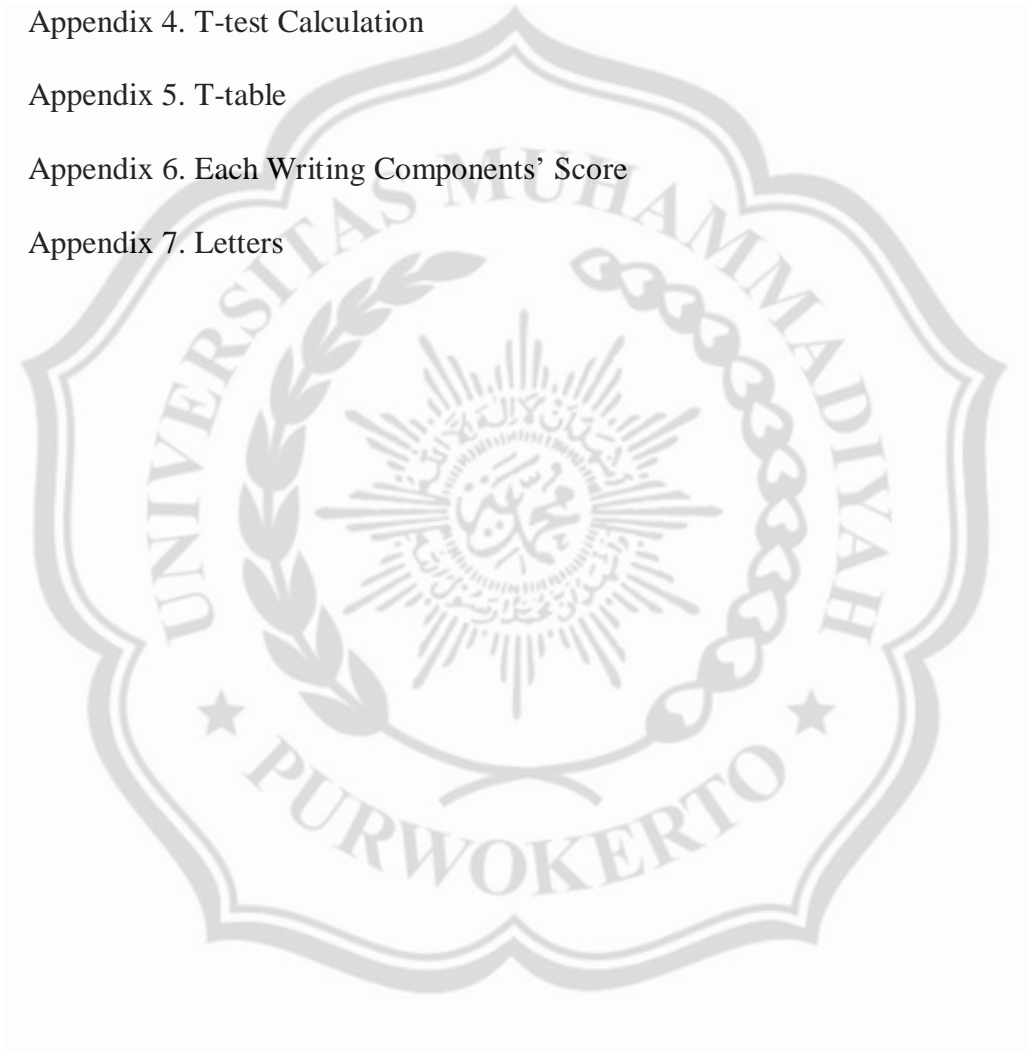 Appendix 4. T-test Calculation
Appendix 5. T-table
Appendix 6. Each Writing Components’ Score
Appendix 7. Letters
UNIVERSITAS MUHAMMADIYAH
PURWOKERTO